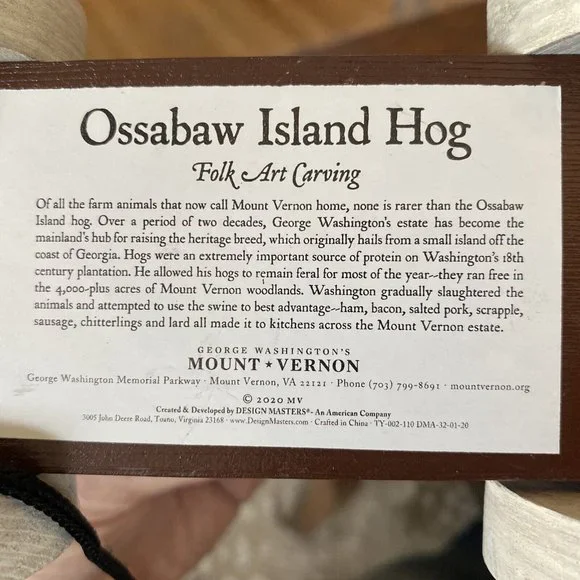 Ossabaw Island Hog
Folk Art Carving
Of all the farm animals that now call Mount Vernon home, none is rarer than the Ossabaw
Island hog. Over a period of two decades, George Washington's estate has become the
mainland's hub for raising the heritage breed, which originally hails from a small island off the
coast of Georgia. Hogs were an extremely important source of protein on Washington's 18th
century plantation. He allowed his hogs to remain feral for most of the year--they ran free in
the 4,000-plus acres of Mount Vernon woodlands. Washington gradually slaughtered the
animals and attempted to use the swine to best advantage--ham, bacon, salted pork, scrapple,
sausage, chitterlings and lard all made it to kitchens across the Mount Vernon estate.
GEORGE WASHINGTON'S
MOUNT ★ VERNON
George Washington Memorial Parkway · Mount Vernon, VA 22121 · Phone (703) 799-8691 · mountvernon.org
© 2020 MV
Created & Developed by DESIGN MASTERS®- An American Company
3005 John Deere Road, Toano, Virginia 23168 · www.DesignMasters.com · Crafted in China · TY-002-110 DMA-32-01-20